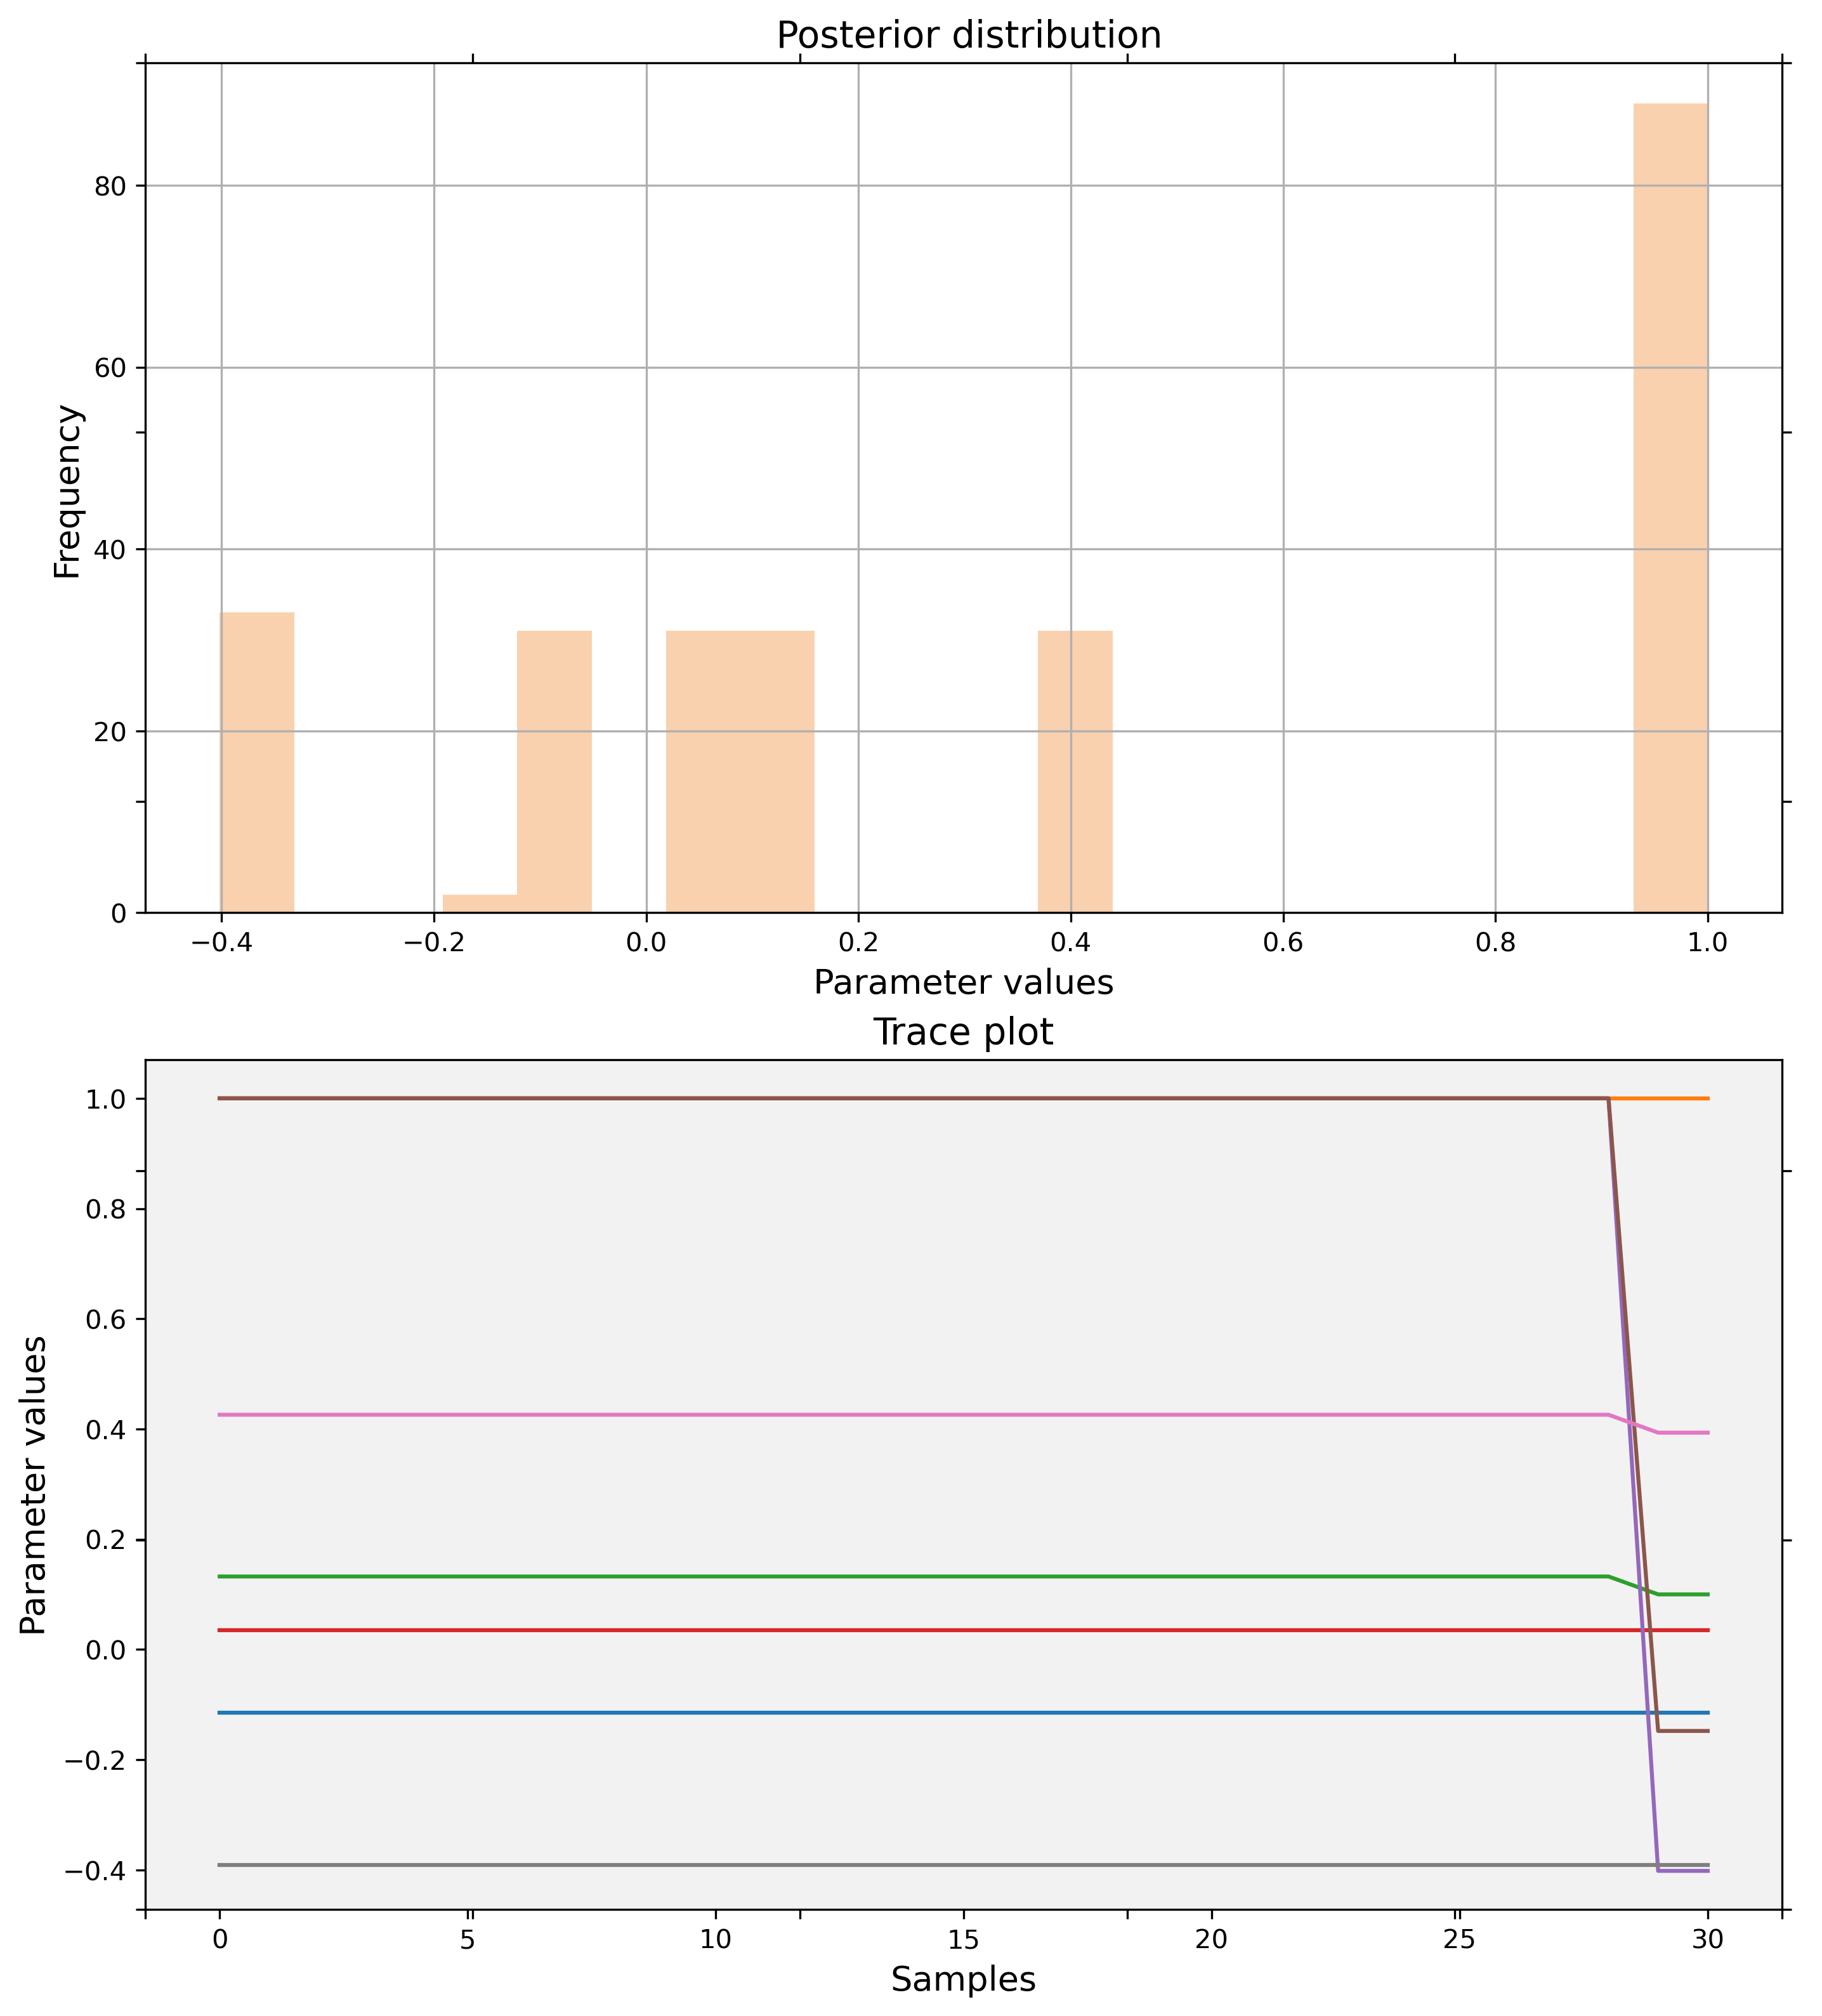 Posterior distribution
80
60
40
20
0
Frequency
−0.4 −0.2 0.0 0.2 0.4 0.6 0.8 1.0
Parameter values
Trace plot
1.0
0.8
0.6
0.4
0.2
0.0
−0.2
−0.4
Parameter values
0 5 10 15 20 25 30
Samples